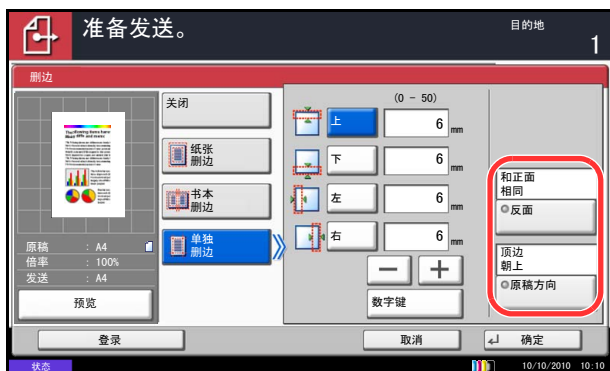 准备发送。
目的地
1
删边
关闭
纸张
删边
书本
删边
单独
删边
(0 - 50)
上
6 mm
下
6 mm
左
6 mm
右
6 mm
数字键
和正面
相同
反面
顶边
朝上
原稿方向
原稿 : A4
倍率 : 100%
发送 : A4
预览
登录
取消
确定
状态
10/10/2010 10:10